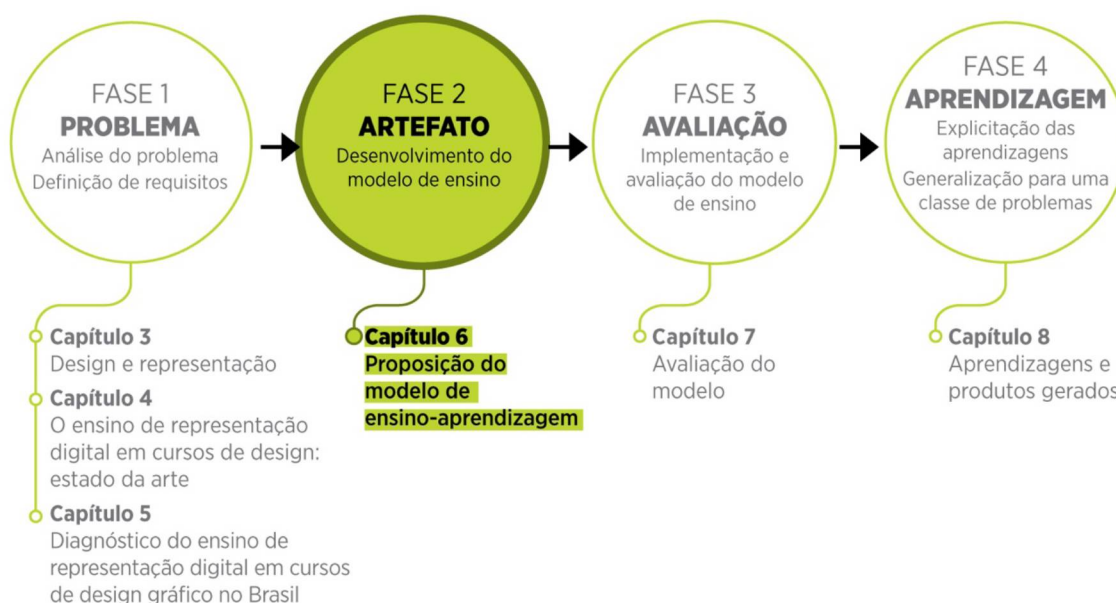 FASE 1
PROBLEMA
Análise do problema
Definição de requisitos
FASE 2
ARTEFATO
Desenvolvimento do
modelo de ensino
FASE 3
AVALIAÇÃO
Implementação e
avaliação do modelo
de ensino
FASE 4
APRENDIZAGEM
Explicitação das
aprendizagens
Generalização para uma
classe de problemas
Capítulo 3
Design e representação
Capítulo 4
O ensino de representação
digital em cursos de design:
estado da arte
Capítulo 5
Diagnóstico do ensino de
representação digital em cursos
de design gráfico no Brasil
Capítulo 6
Proposição do
modelo de
ensino-aprendizagem
Capítulo 7
Avaliação do
modelo
Capítulo 8
Aprendizagens e
produtos gerados